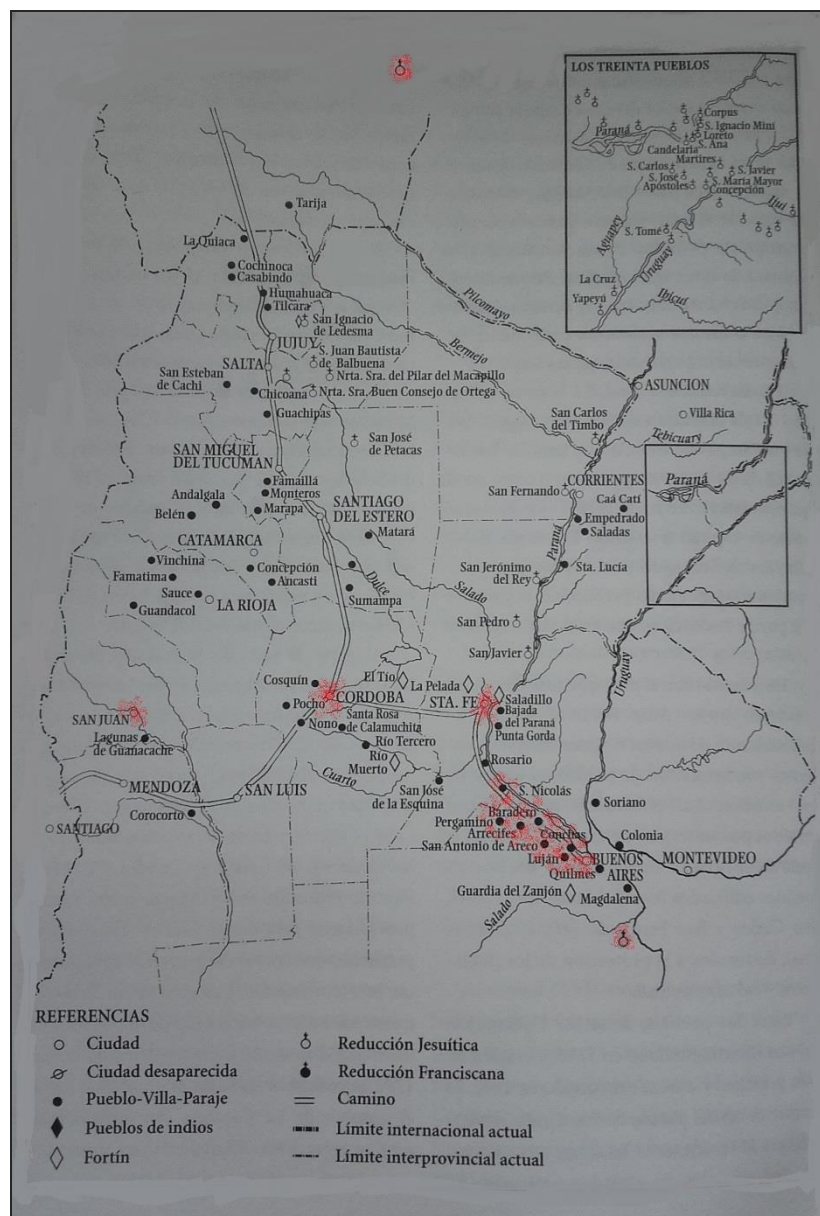 LOS TREINTA PUEBLOS
Corpus
Paraná
S. Ignacio Mini
Loreto
S. Ana
Candelaria
Martires
S. Carlos
S. Javier
S. José
S. María Mayor
Apóstoles
Concepción
Ijui
Aguapey
S. Tomé
Uruguay
La Cruz
Ibicuí
Yapeyú
Tarija
La Quiaca
Cochinoca
Casabindo
Humahuaca
Tilcara
Pilcomayo
San Ignacio
de Ledesma
Bermejo
JUJUY
S. Juan Bautista
de Balbuena
SALTA
San Esteban
de Cachi
Nrta. Sra. del Pilar del Macapillo
ASUNCION
Chicoana
Nrta. Sra. Buen Consejo de Ortega
Guachipas
San Carlos
del Timbo
Villa Rica
Tebicuary
San José
de Petacas
SAN MIGUEL
DEL TUCUMAN
Famaillá
Monteros
Paraná
CORRIENTES
San Fernando
Caá Catí
Andalgala
Belén
Marapa
SANTIAGO
DEL ESTERO
Empedrado
Saladas
Matará
CATAMARCA
Paraná
Vinchina
Concepción
San Jerónimo
del Rey
Sta. Lucía
Famatima
Ancasti
Dulce
Salado
Sauce
Sumampa
Guandacol
LA RIOJA
San Pedro
San Javier
Uruguay
Cosquín
El Tío
La Pelada
CORDOBA
STA. FE
Saladillo
Pocho
Bajada
del Paraná
SAN JUAN
Nono
Santa Rosa
de Calamuchita
Punta Gorda
Lagunas
de Guanacache
Río Tercero
Rosario
Río
Muerto
Cuarto
MENDOZA
SAN LUIS
San José
de la Esquina
S. Nicolás
Soriano
Corocorto
Baradero
SANTIAGO
Pergamino
Arrecifes
Conchas
Colonia
San Antonio de Areco
Luján
BUENOS
AIRES
MONTEVIDEO
Quilmes
Guardia del Zanjón
Magdalena
Salado
REFERENCIAS
Ciudad
Reducción Jesuítica
Ciudad desaparecida
Reducción Franciscana
Pueblo-Villa-Paraje
Camino
Pueblos de indios
Límite internacional actual
Fortín
Límite interprovincial actual